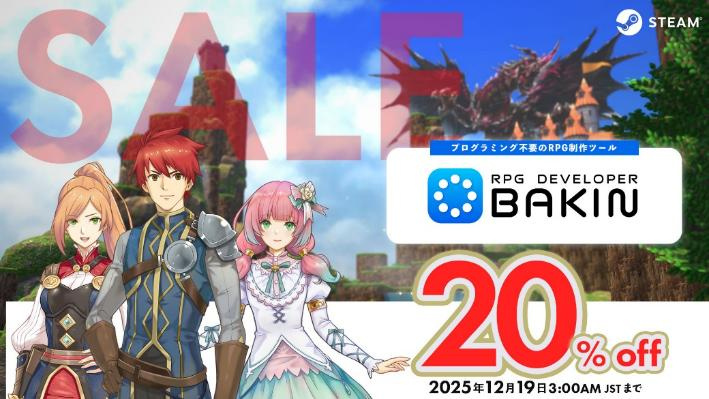 SALE
STEAM
プログラミング不要のRPG制作ツール
RPG DEVELOPER
BAKIN
20% off
2025年12月19日3:00AM JSTまで